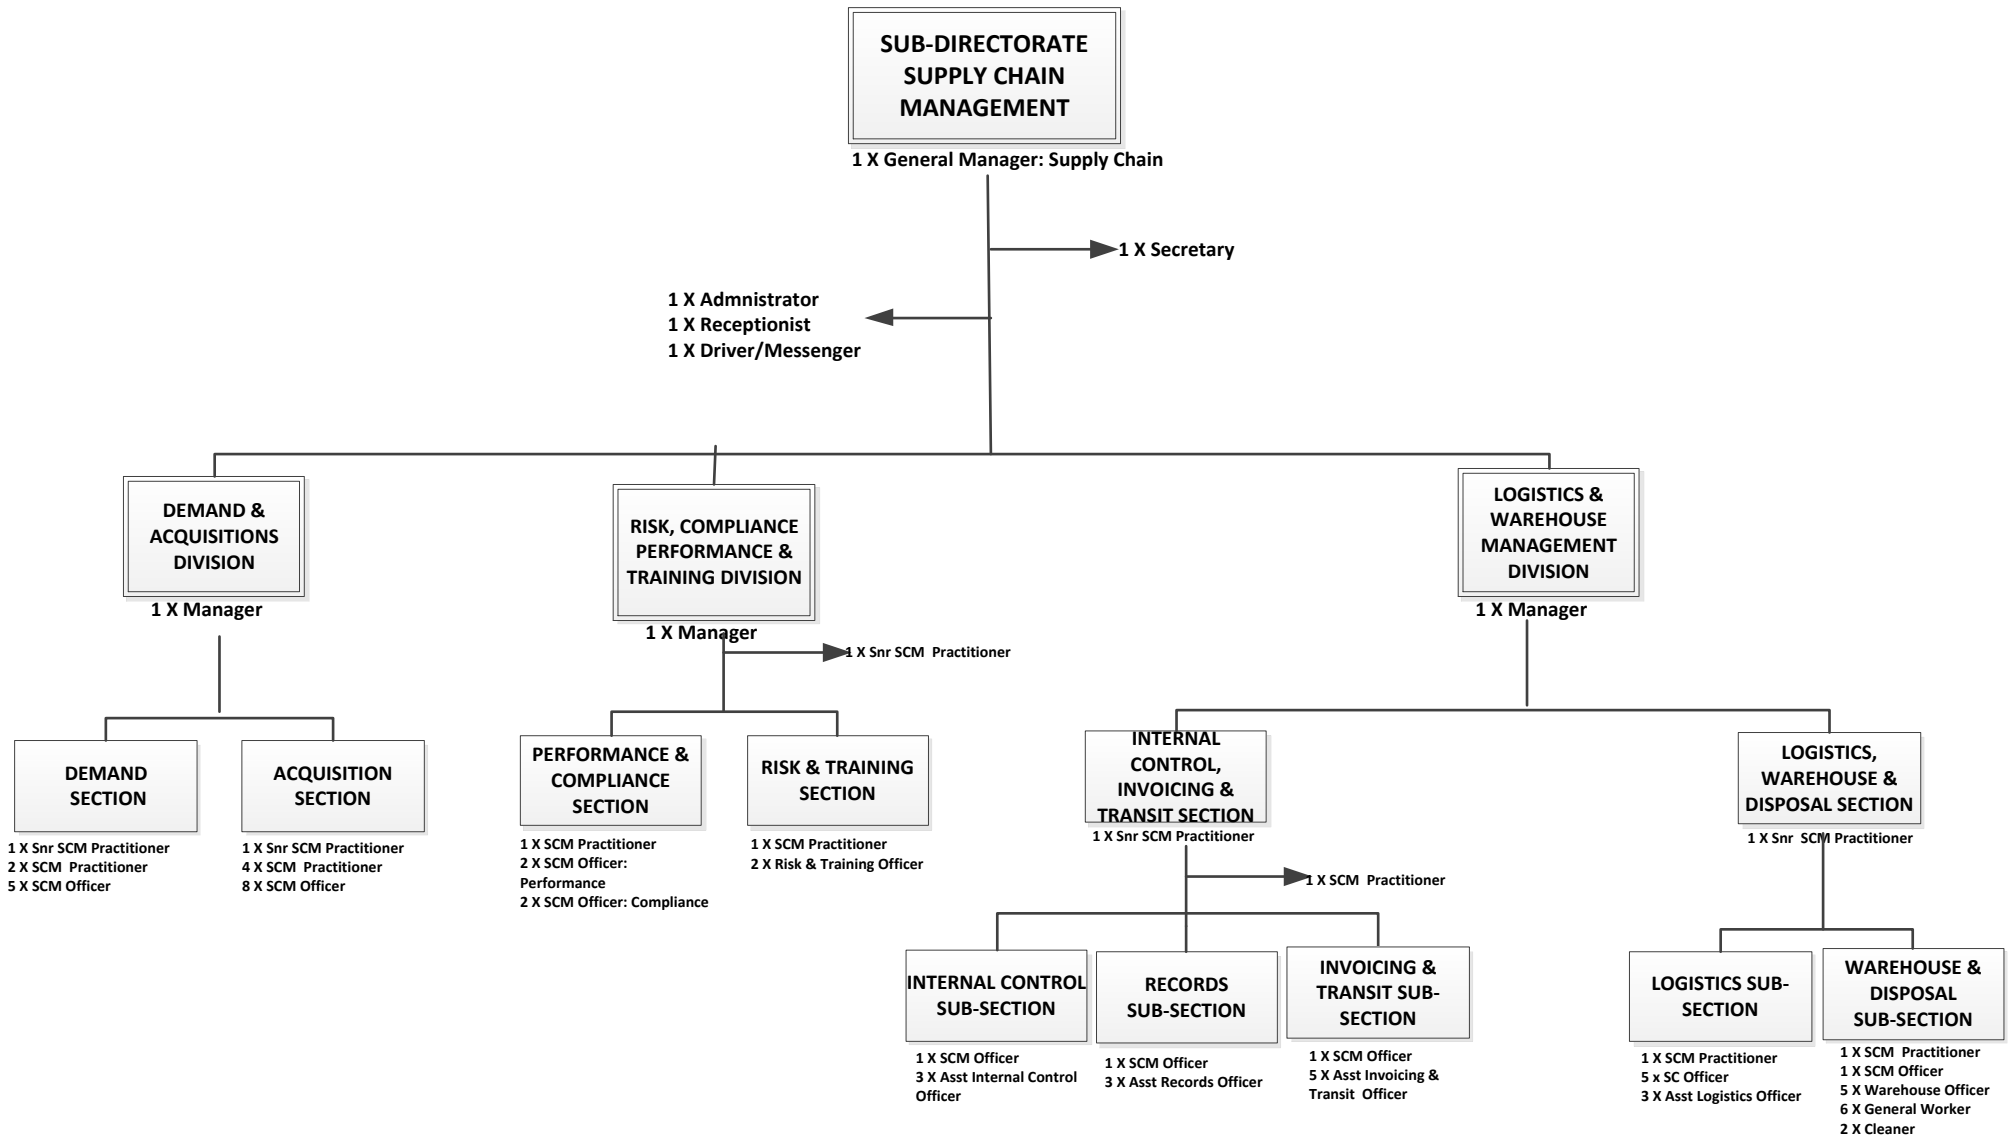 SUB-DIRECTORATE
SUPPLY CHAIN
MANAGEMENT
1 X General Manager: Supply Chain
1 X Secretary
1 X Admnistrator
1 X Receptionist
1 X Driver/Messenger
DEMAND &
ACQUISITIONS
DIVISION
1 X Manager
RISK, COMPLIANCE
PERFORMANCE &
TRAINING DIVISION
1 X Manager
1 X Snr SCM Practitioner
LOGISTICS &
WAREHOUSE
MANAGEMENT
DIVISION
1 X Manager
DEMAND
SECTION
1 X Snr SCM Practitioner
2 X SCM Practitioner
5 X SCM Officer
ACQUISITION
SECTION
1 X Snr SCM Practitioner
4 X SCM Practitioner
8 X SCM Officer
PERFORMANCE &
COMPLIANCE
SECTION
1 X SCM Practitioner
2 X SCM Officer:
Performance
2 X SCM Officer: Compliance
RISK & TRAINING
SECTION
1 X SCM Practitioner
2 X Risk & Training Officer
INTERNAL
CONTROL,
INVOICING &
TRANSIT SECTION
1 X Snr SCM Practitioner
1 X SCM Practitioner
LOGISTICS,
WAREHOUSE &
DISPOSAL SECTION
1 X Snr SCM Practitioner
INTERNAL CONTROL
SUB-SECTION
1 X SCM Officer
3 X Asst Internal Control
Officer
RECORDS
SUB-SECTION
1 X SCM Officer
3 X Asst Records Officer
INVOICING &
TRANSIT SUB-
SECTION
1 X SCM Officer
5 X Asst Invoicing &
Transit Officer
LOGISTICS SUB-
SECTION
1 X SCM Practitioner
5 x SC Officer
3 X Asst Logistics Officer
WAREHOUSE &
DISPOSAL
SUB-SECTION
1 X SCM Practitioner
1 X SCM Officer
5 X Warehouse Officer
6 X General Worker
2 X Cleaner